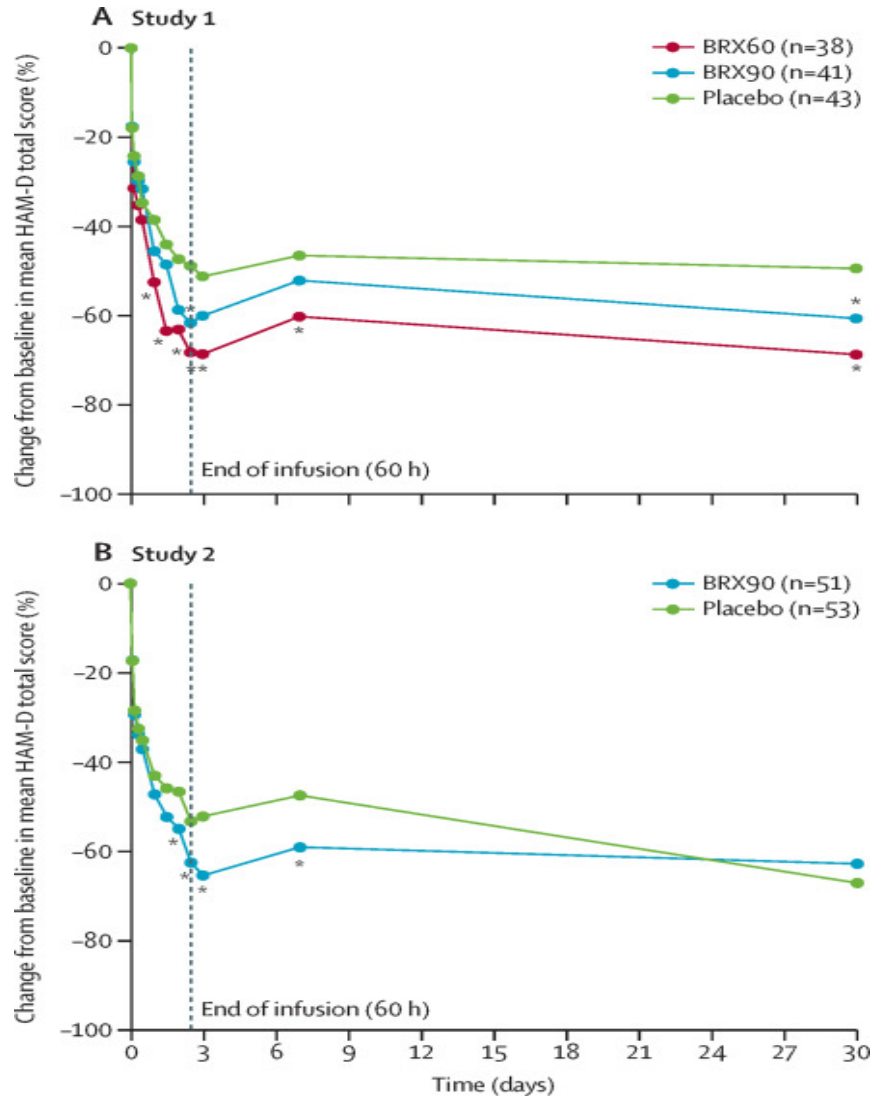 A Study 1
BRX60 (n=38)
BRX90 (n=41)
Placebo (n=43)
Change from baseline in mean HAM-D total score (%)
0
–20
–40
–60
–80
–100
*
*
*
*
**
*
*
*
End of infusion (60 h)
B Study 2
BRX90 (n=51)
Placebo (n=53)
Change from baseline in mean HAM-D total score (%)
0
–20
–40
–60
–80
–100
*
*
*
*
End of infusion (60 h)
0 3 6 9 12 15 18 21 24 27 30
Time (days)